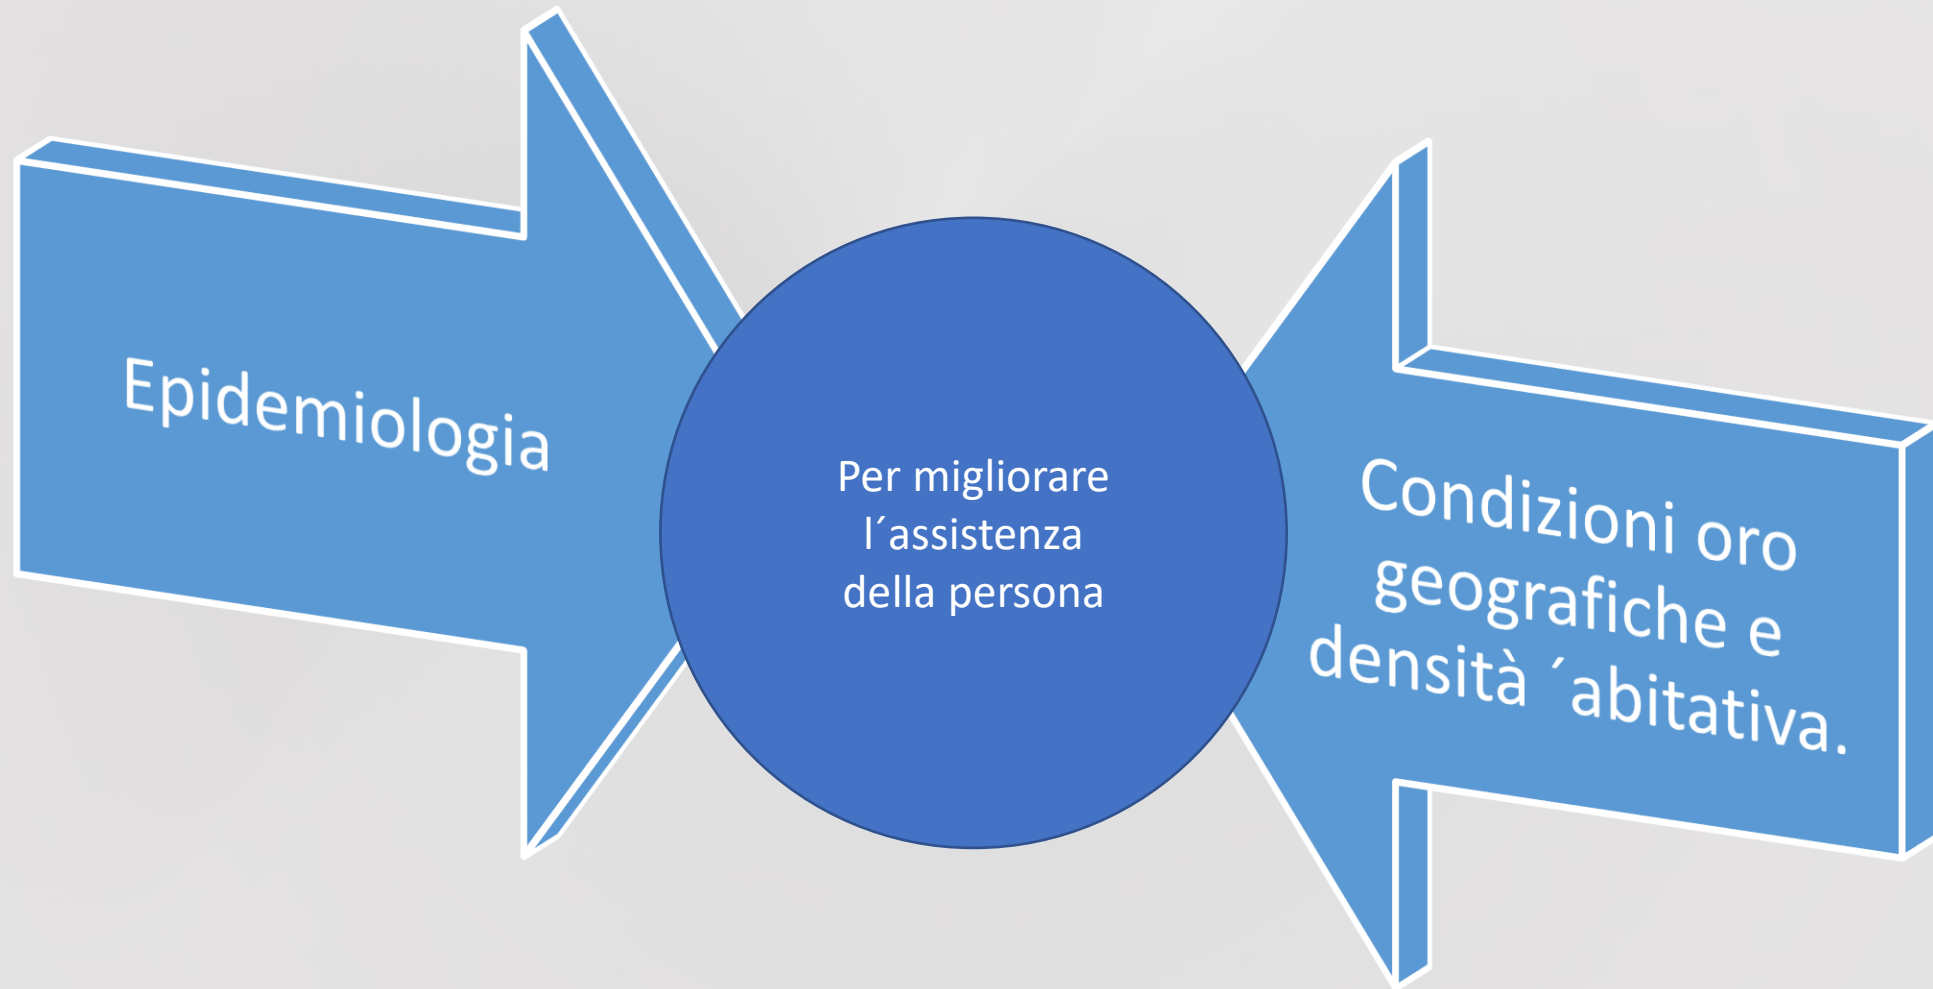 Epidemiologia
Per migliorare
l´assistenza
della persona
Condizioni oro
geografiche e
densità ´abitativa.